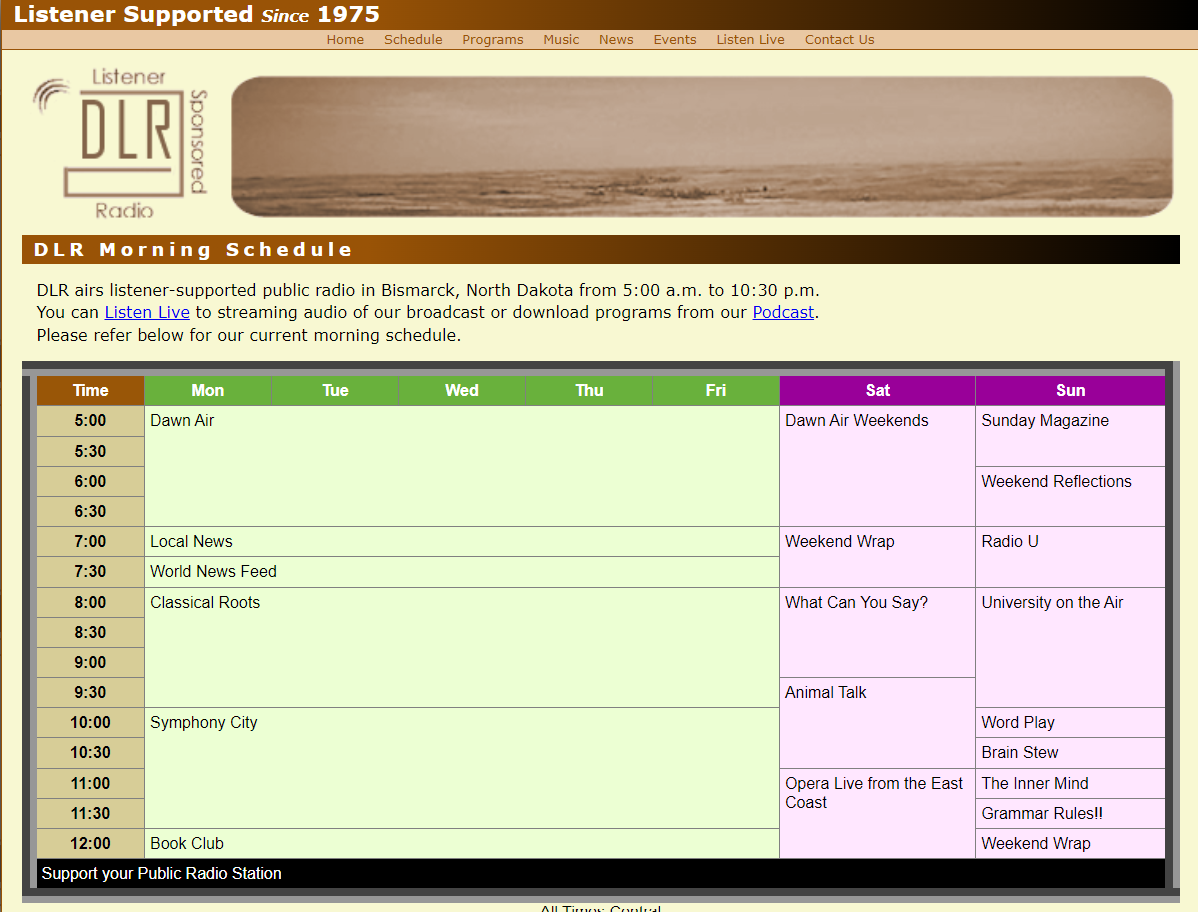 Listener Supported Since 1975
Home Schedule Programs Music News Events Listen Live Contact Us
Listener
DLR
Sponsored
Radio
DLR Morning Schedule
DLR airs listener-supported public radio in Bismarck, North Dakota from 5:00 a.m. to 10:30 p.m.
You can Listen Live to streaming audio of our broadcast or download programs from our Podcast.
Please refer below for our current morning schedule.
Time Mon Tue Wed Thu Fri Sat Sun
5:00 Dawn Air Dawn Air Weekends Sunday Magazine
5:30
6:00 Weekend Reflections
6:30
7:00 Local News Weekend Wrap Radio U
7:30 World News Feed
8:00 Classical Roots What Can You Say? University on the Air
8:30
9:00
9:30 Animal Talk
10:00 Symphony City Word Play
10:30 Brain Stew
11:00 Opera Live from the East The Inner Mind
Coast
11:30 Grammar Rules!!
12:00 Book Club Weekend Wrap
Support your Public Radio Station
All Times Central